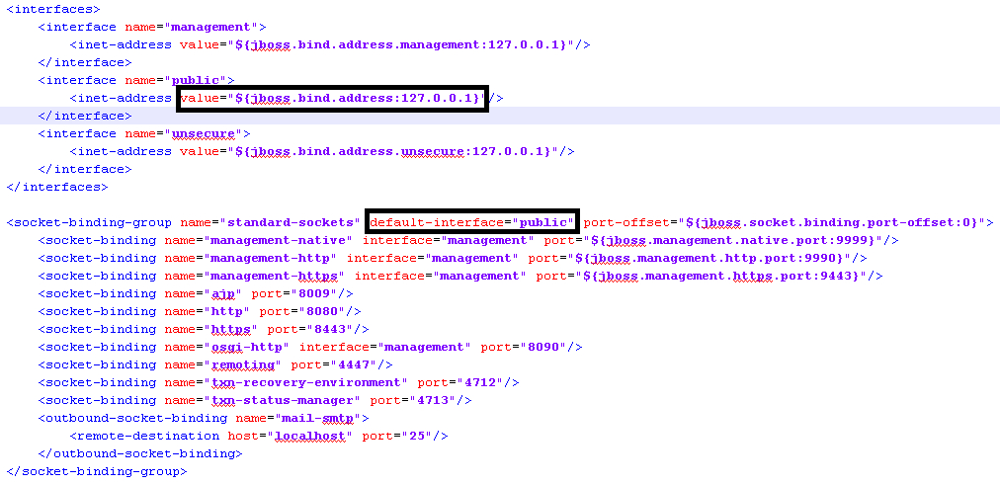 <interfaces>
<interface name="management">
<inet-address value="${jboss.bind.address.management:127.0.0.1}"/>
</interface>
<interface name="public">
<inet-address value="${jboss.bind.address:127.0.0.1}"/>
</interface>
<interface name="unsecure">
<inet-address value="${jboss.bind.address.unsecure:127.0.0.1}"/>
</interface>
</interfaces>
<socket-binding-group name="standard-sockets" default-interface="public" port-offset="${jboss.socket.binding.port-offset:0}">
<socket-binding name="management-native" interface="management" port="${jboss.management.native.port:9999}"/>
<socket-binding name="management-http" interface="management" port="${jboss.management.http.port:9990}"/>
<socket-binding name="management-https" interface="management" port="${jboss.management.https.port:9443}"/>
<socket-binding name="ajp" port="8009"/>
<socket-binding name="http" port="8080"/>
<socket-binding name="https" port="8443"/>
<socket-binding name="osgi-http" interface="management" port="8090"/>
<socket-binding name="remoting" port="4447"/>
<socket-binding name="txn-recovery-environment" port="4712"/>
<socket-binding name="txn-status-manager" port="4713"/>
<outbound-socket-binding name="mail-smtp">
<remote-destination host="localhost" port="25"/>
</outbound-socket-binding>
</socket-binding-group>